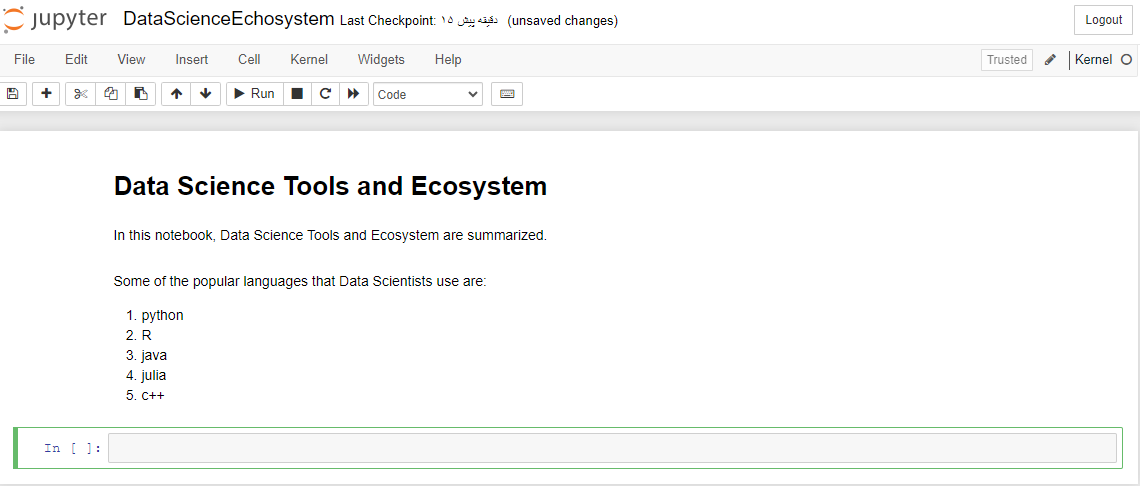 jupyter DataScienceEchosystem Last Checkpoint: ۱۵ دقیقه پیش (unsaved changes) Logout
File Edit View Insert Cell Kernel Widgets Help Trusted Kernel
Run Code
Data Science Tools and Ecosystem
In this notebook, Data Science Tools and Ecosystem are summarized.
Some of the popular languages that Data Scientists use are:
1. python
2. R
3. java
4. julia
5. c++
In [ ]: